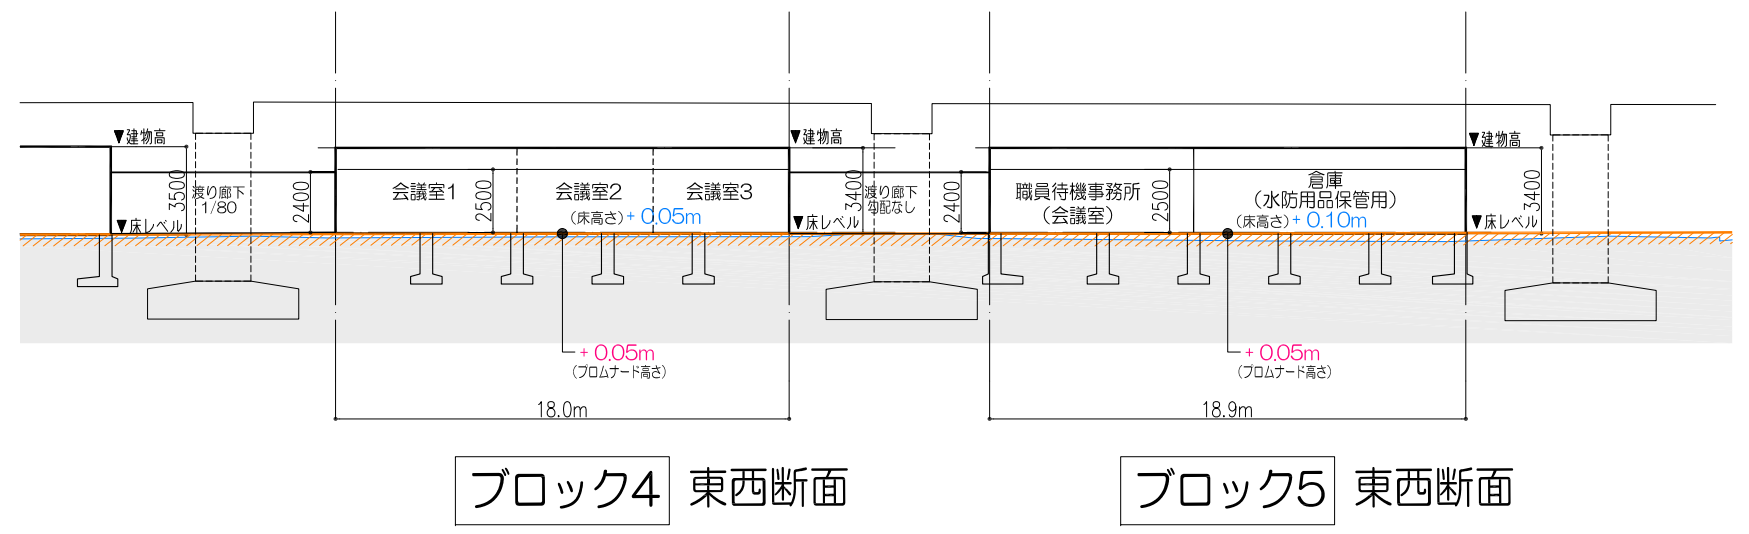 ▼建物高
3500
渡り廊下
1/80
2400
▼床レベル
会議室1
2500
会議室2
会議室3
(床高さ)+ 0.05m
▼建物高
3400
渡り廊下
勾配なし
2400
▼床レベル
職員待機事務所
(会議室)
2500
倉庫
(水防用品保管用)
(床高さ)+ 0.10m
▼建物高
3400
▼床レベル
+ 0.05m
(プロムナード高さ)
+ 0.05m
(プロムナード高さ)
18.0m
18.9m
ブロック4 東西断面
ブロック5 東西断面